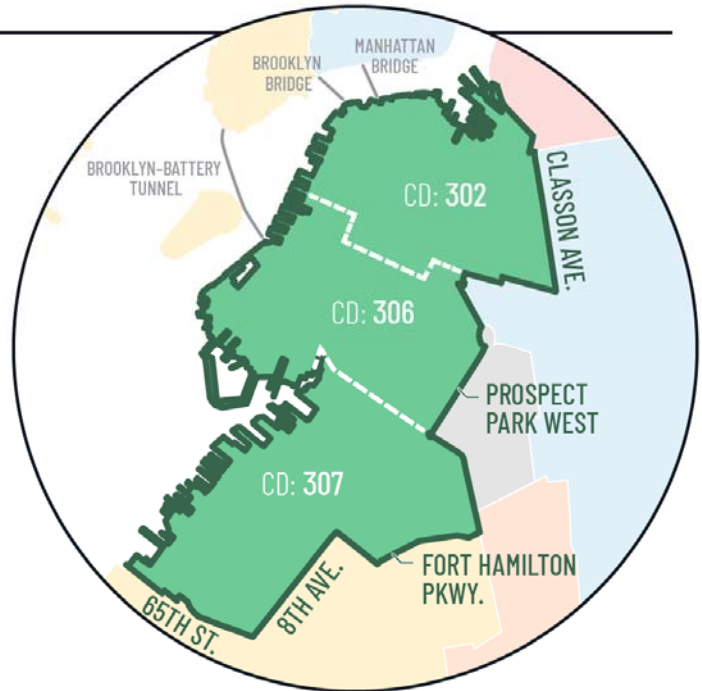 MANHATTAN
BRIDGE
BROOKLYN
BRIDGE
BROOKLYN-BATTERY
TUNNEL
CD: 302
CLASSON AVE.
CD: 306
PROSPECT
PARK WEST
CD: 307
FORT HAMILTON
PKWY.
8TH AVE.
65TH ST.